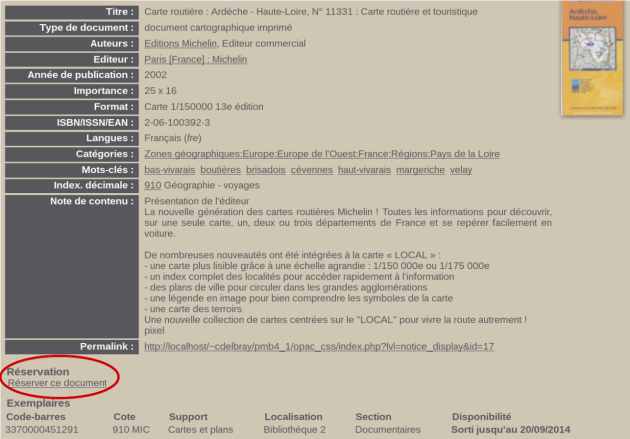 Titre : Carte routière : Ardèche - Haute-Loire, N° 11331 : Carte routière et touristique
Type de document : document cartographique imprimé
Auteurs : Editions Michelin, Editeur commercial
Editeur : Paris [France] : Michelin
Année de publication : 2002
Importance : 25 x 16
Format : Carte 1/150000 13e édition
ISBN/ISSN/EAN : 2-06-100392-3
Langues : Français (fre)
Catégories : Zones géographiques:Europe:Europe de l'Ouest:France:Régions:Pays de la Loire
Mots-clés : bas-vivarais boutières brisadois cévennes haut-vivarais margeriche velay
Index. décimale : 910 Géographie - voyages
Note de contenu : Présentation de l'éditeur
La nouvelle génération des cartes routières Michelin ! Toutes les informations pour découvrir,
sur une seule carte, un, deux ou trois départements de France et se repérer facilement en
voiture.
De nombreuses nouveautés ont été intégrées à la carte « LOCAL » :
- une carte plus lisible grâce à une échelle agrandie : 1/150 000e ou 1/175 000e
- un index complet des localités pour accéder rapidement à l'information
- des plans de ville pour circuler dans les grandes agglomérations
- une légende en image pour bien comprendre les symboles de la carte
- une carte des terroirs
Une nouvelle collection de cartes centrées sur le "LOCAL" pour vivre la route autrement !
pixel
Permalink : http://localhost/~cdelbray/pmb4_1/opac_css/index.php?lvl=notice_display&id=17
Ardèche,
Haute-Loire
Réservation
Réserver ce document
Exemplaires
Code-barres Cote Support Localisation Section Disponibilité
3370000451291 910 MIC Cartes et plans Bibliothèque 2 Documentaires Sorti jusqu'au 20/09/2014